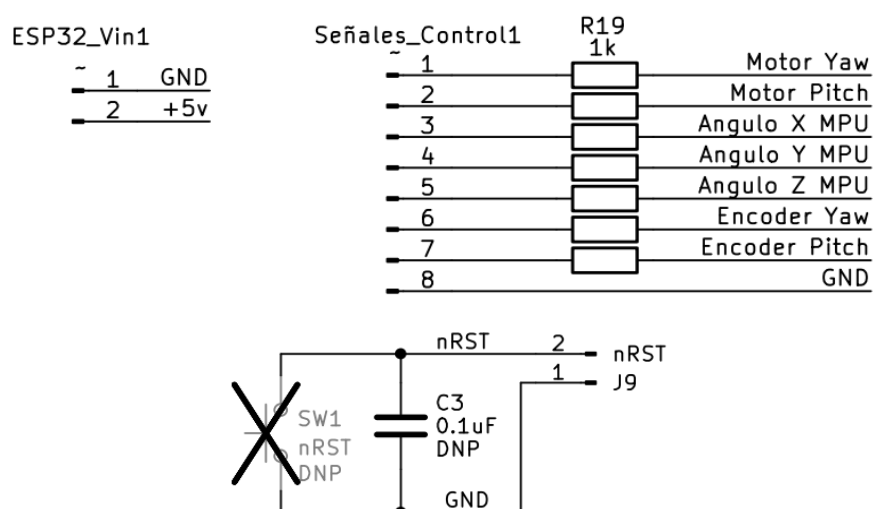 ESP32_Vin1
~
1 GND
2 +5v
Señales_Control1
~
R19
1k
1 Motor Yaw
2 Motor Pitch
3 Angulo X MPU
4 Angulo Y MPU
5 Angulo Z MPU
6 Encoder Yaw
7 Encoder Pitch
8 GND
nRST 2 nRST
1 J9
SW1
nRST
DNP
C3
0.1uF
DNP
GND